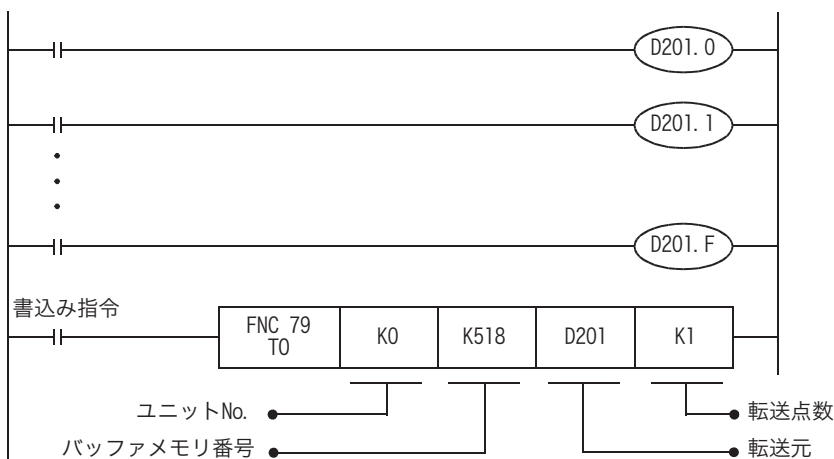 D201.0
D201.1
D201.F
書込み指令
FNC 79
TO
K0
K518
D201
K1
ユニットNo.
転送点数
バッファメモリ番号
転送元